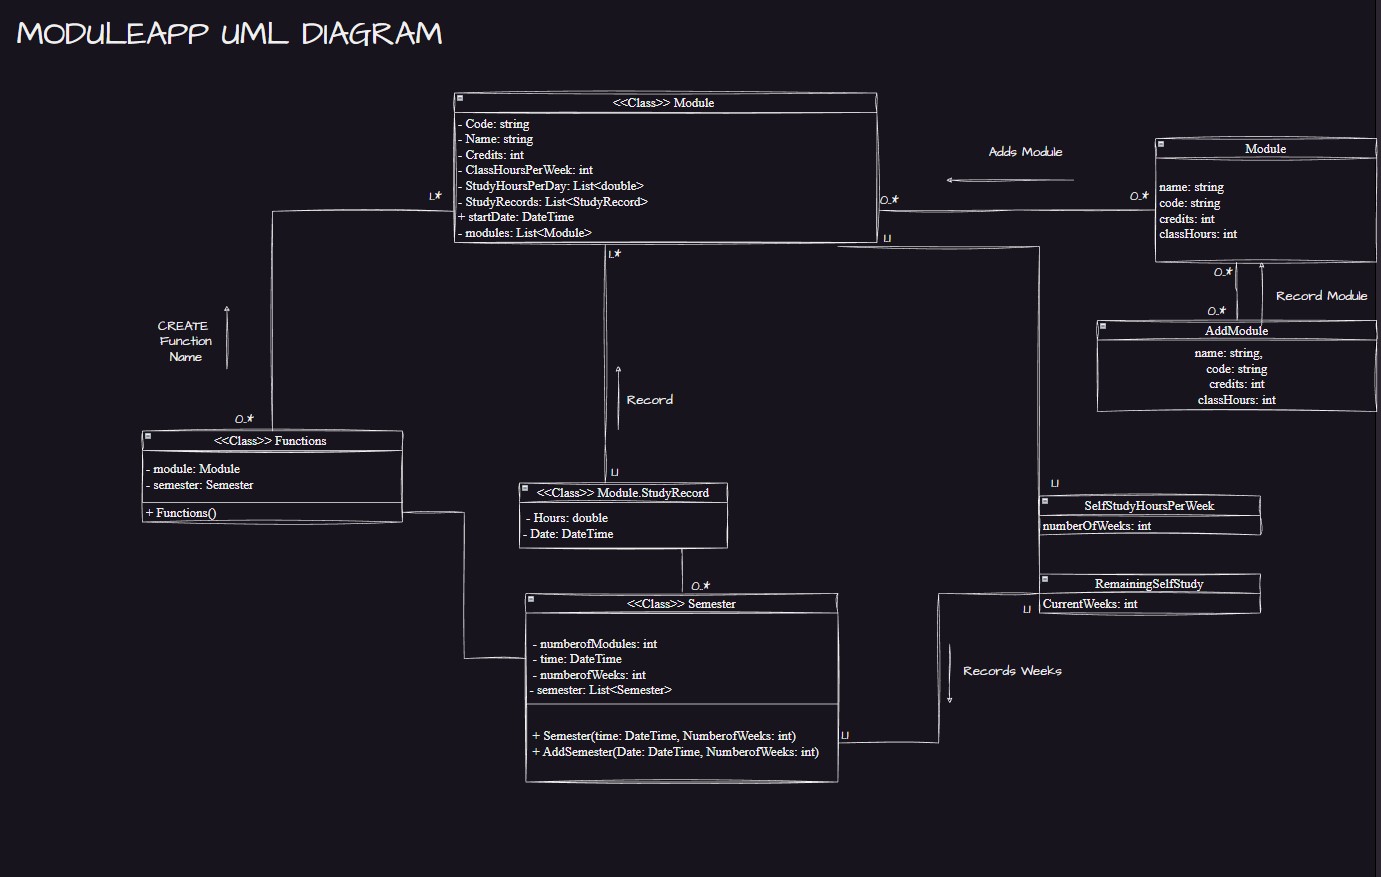 MODULEAPP UML DIAGRAM
<<Class>> Module
- Code: string
- Name: string
- Credits: int
- ClassHoursPerWeek: int
- StudyHoursPerDay: List<double>
- StudyRecords: List<StudyRecord>
+ startDate: DateTime
- modules: List<Module>
Adds Module
Module
name: string
code: string
credits: int
classHours: int
1..*
0..*
0..*
1..1
1..*
0..*
Record Module
0..*
AddModule
name: string,
code: string
credits: int
classHours: int
CREATE
Function
Name
Record
0..*
<<Class>> Functions
- module: Module
- semester: Semester
+ Functions()
1..1
<<Class>> Module.StudyRecord
- Hours: double
- Date: DateTime
1..1
SelfStudyHoursPerWeek
numberOfWeeks: int
RemainingSelfStudy
CurrentWeeks: int
0..*
1..1
<<Class>> Semester
- numberofModules: int
- time: DateTime
- numberofWeeks: int
- semester: List<Semester>
Records Weeks
+ Semester(time: DateTime, NumberofWeeks: int)
+ AddSemester(Date: DateTime, NumberofWeeks: int)
1..1